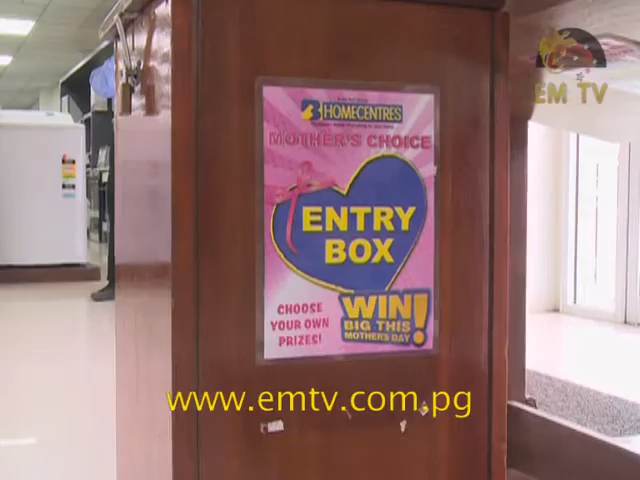 EM TV
HOMECENTRES
MOTHER'S CHOICE
ENTRY
BOX
CHOOSE
YOUR OWN
PRIZES!
WIN!
BIG THIS
MOTHER'S DAY
www.emtv.com.pg